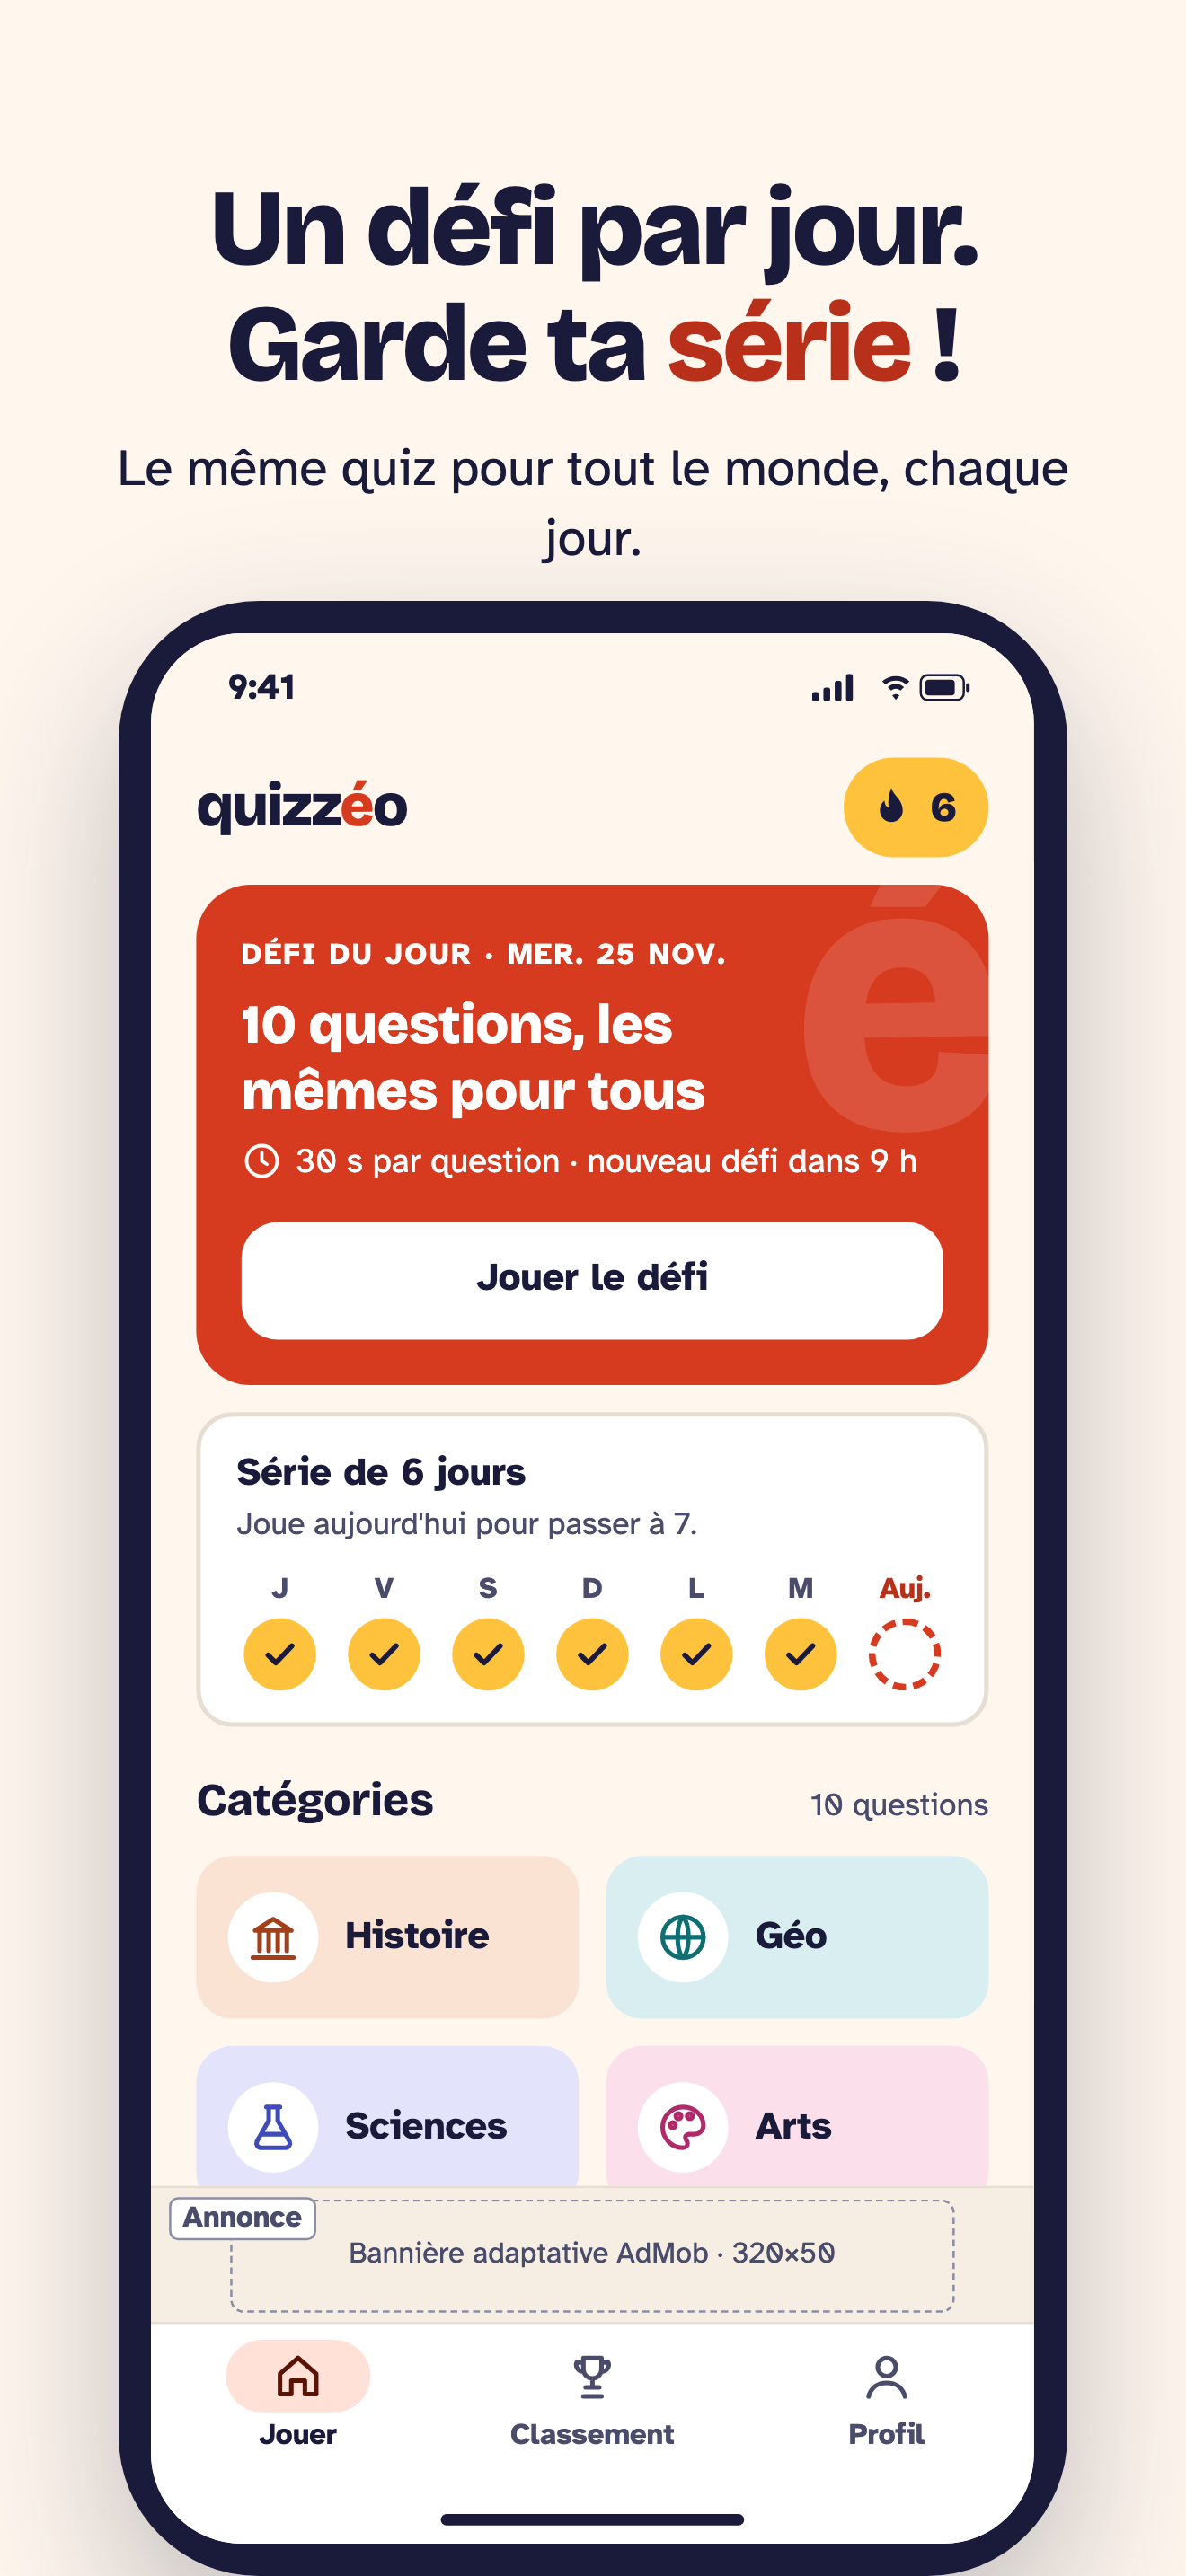 Un défi par jour.
Garde ta série !
Le même quiz pour tout le monde, chaque
jour.
9:41
quizzéo
6
DÉFI DU JOUR · MER. 25 NOV.
é
10 questions, les
mêmes pour tous
30 s par question · nouveau défi dans 9 h
Jouer le défi
Série de 6 jours
Joue aujourd'hui pour passer à 7.
J V S D L M Auj.
Catégories
10 questions
Histoire
Géo
Sciences
Arts
Annonce
Bannière adaptative AdMob · 320×50
Jouer
Classement
Profil